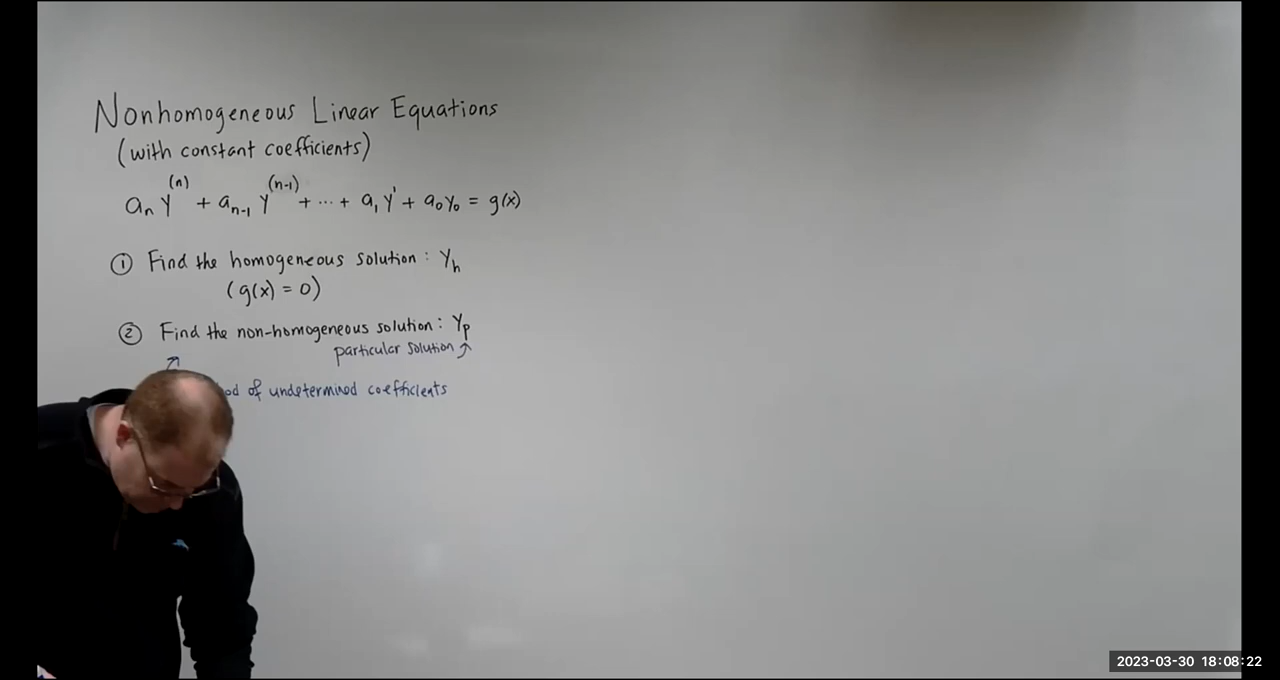 Nonhomogeneous Linear Equations
(with constant coefficients)
aₙ y⁽ⁿ⁾ + aₙ₋₁ y⁽ⁿ⁻¹⁾ + ... + a₁ y' + a₀ y₀ = g(x)
① Find the homogeneous solution : Yₕ
(g(x) = 0)
② Find the non-homogeneous solution : Yₚ
particular solution ↗
↗
of undetermined coefficients
2023-03-30 18:08:22